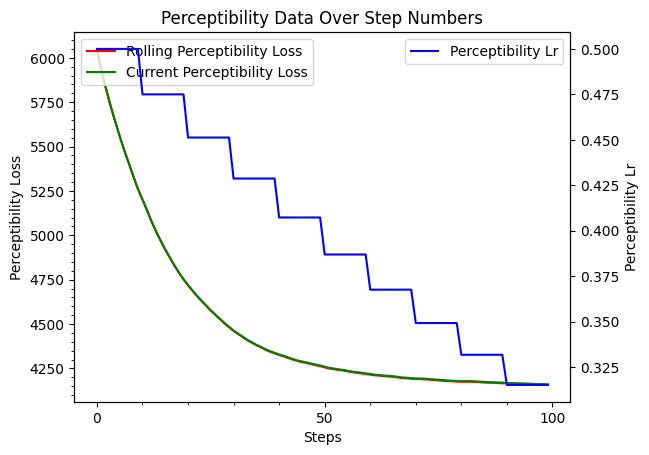 Perceptibility Data Over Step Numbers
Rolling Perceptibility Loss
Current Perceptibility Loss
Perceptibility Lr
6000
5750
5500
5250
5000
4750
4500
4250
Perceptibility Loss
0.500
0.475
0.450
0.425
0.400
0.375
0.350
0.325
Perceptibility Lr
0
50
100
Steps